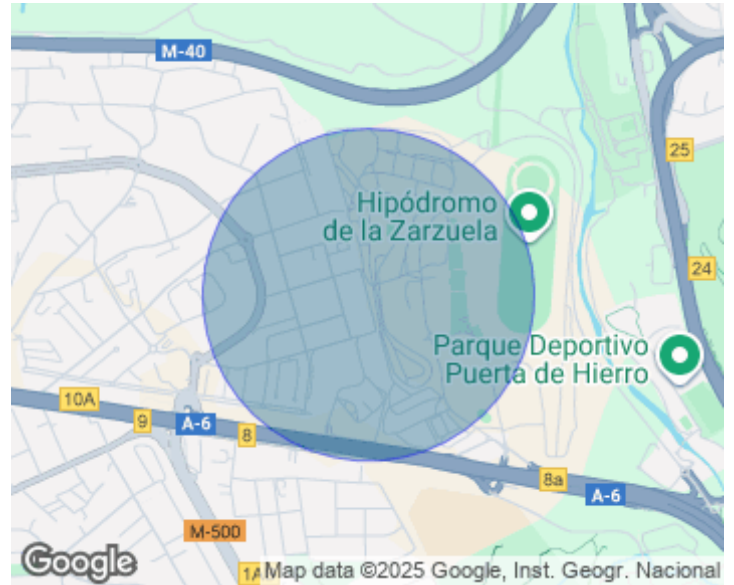 M-40
25
Hipódromo
de la Zarzuela
24
Parque Deportivo
Puerta de Hierro
10A
9
A-6
8
8a
A-6
M-500
Google
Map data ©2025 Google, Inst. Geogr. Nacional